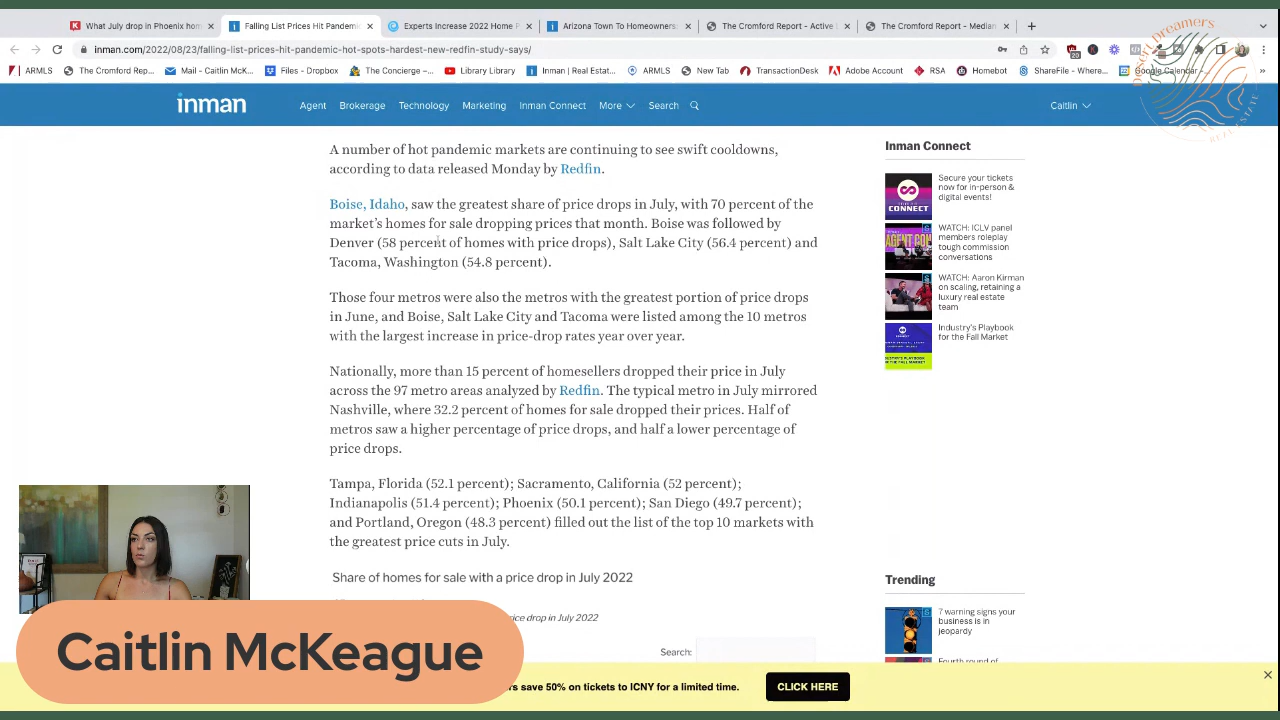 What July drop in Phoenix hom
Falling List Prices Hit Pandemic
Experts Increase 2022 Home P
Arizona Town To Homeowners:
The Cromford Report - Active L
The Cromford Report - Median
inman.com/2022/08/23/falling-list-prices-hit-pandemic-hot-spots-hardest-new-redfin-study-says/
ARMLS
The Cromford Rep...
Mail - Caitlin McK...
Files - Dropbox
The Concierge –...
Library Library
Inman | Real Estat...
ARMLS
New Tab
TransactionDesk
Adobe Account
RSA
Homebot
ShareFile - Where...
Google Calendar -...
Desert Dreamers
REAL ESTATE
inman
Agent
Brokerage
Technology
Marketing
Inman Connect
More
Search
Caitlin
A number of hot pandemic markets are continuing to see swift cooldowns,
according to data released Monday by Redfin.
Boise, Idaho, saw the greatest share of price drops in July, with 70 percent of the
market's homes for sale dropping prices that month. Boise was followed by
Denver (58 percent of homes with price drops), Salt Lake City (56.4 percent) and
Tacoma, Washington (54.8 percent).
Those four metros were also the metros with the greatest portion of price drops
in June, and Boise, Salt Lake City and Tacoma were listed among the 10 metros
with the largest increase in price-drop rates year over year.
Nationally, more than 15 percent of homesellers dropped their price in July
across the 97 metro areas analyzed by Redfin. The typical metro in July mirrored
Nashville, where 32.2 percent of homes for sale dropped their prices. Half of
metros saw a higher percentage of price drops, and half a lower percentage of
price drops.
Tampa, Florida (52.1 percent); Sacramento, California (52 percent);
Indianapolis (51.4 percent); Phoenix (50.1 percent); San Diego (49.7 percent);
and Portland, Oregon (48.3 percent) filled out the list of the top 10 markets with
the greatest price cuts in July.
Share of homes for sale with a price drop in July 2022
price drop in July 2022
Search:
Inman Connect
CONNECT
Secure your tickets
now for in-person &
digital events!
WATCH: ICLV panel
members roleplay
tough commission
conversations
WATCH: Aaron Kirman
on scaling, retaining a
luxury real estate
team
Industry's Playbook
for the Fall Market
Trending
7 warning signs your
business is in
jeopardy
Fourth round of
Caitlin McKeague
rs save 50% on tickets to ICNY for a limited time.
CLICK HERE